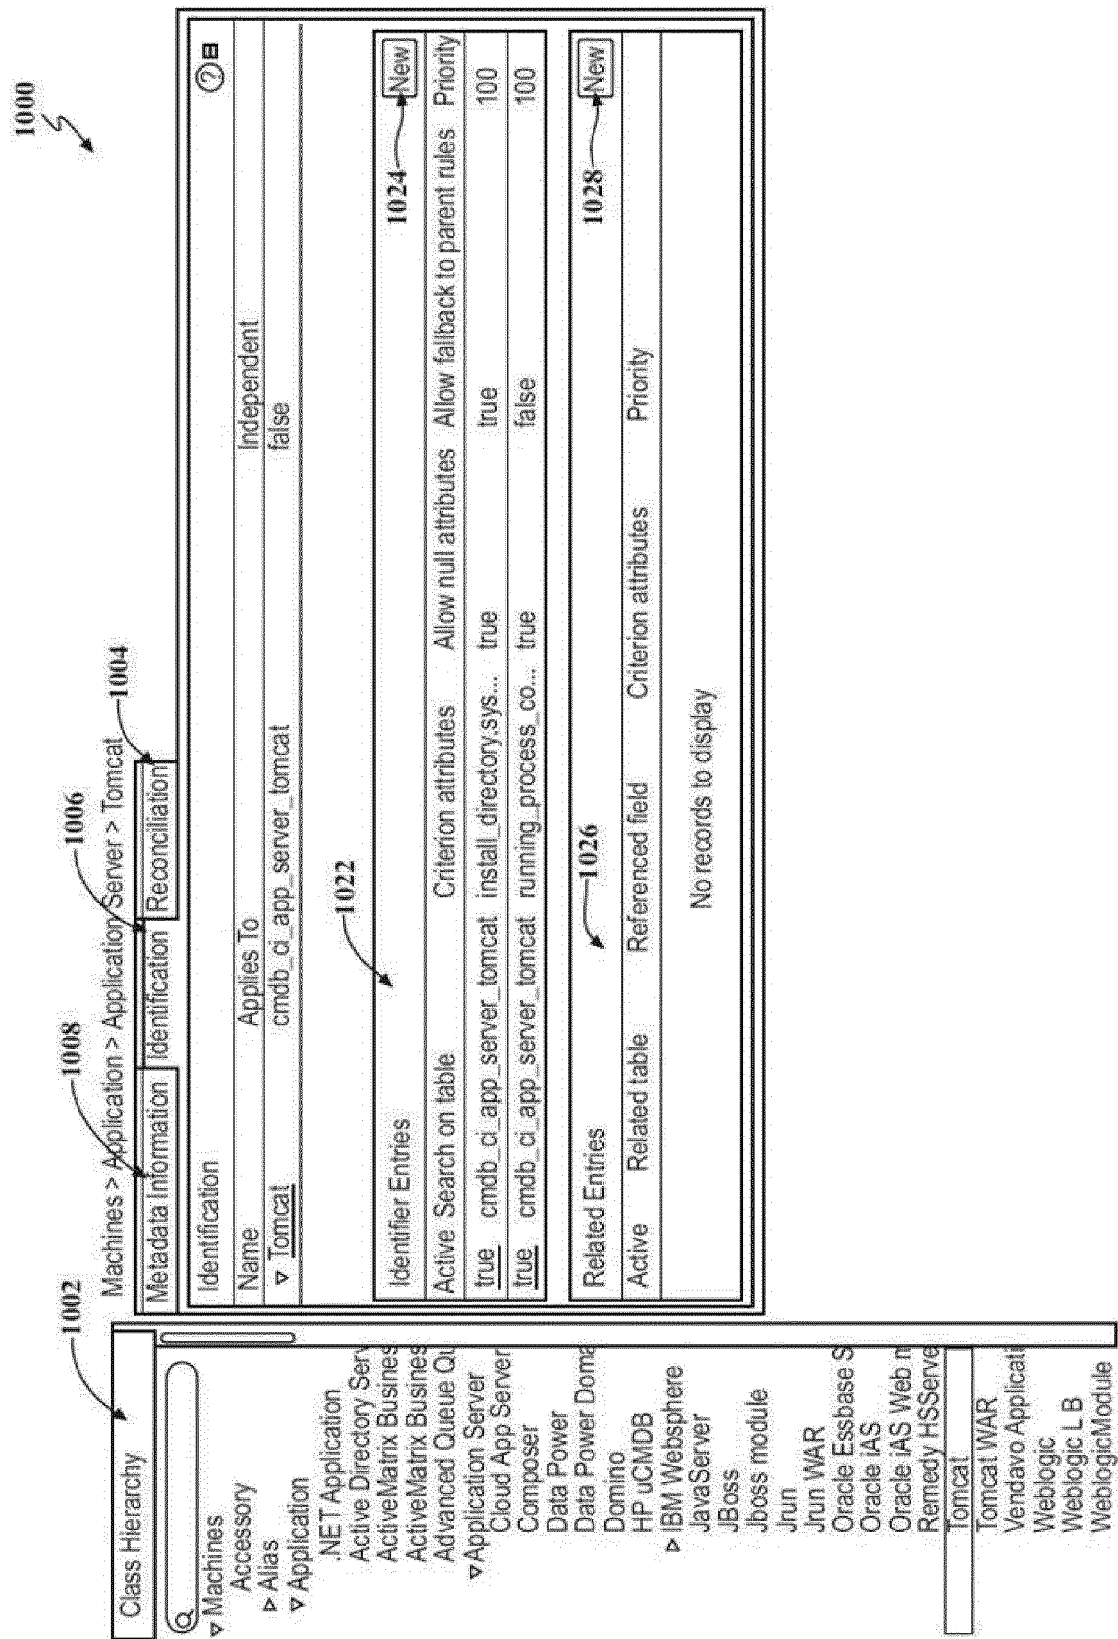 1000
1002
Class Hierarchy
Machines
Accessory
Alias
Application
.NET Application
Active Directory Serv
ActiveMatrix Busines
ActiveMatrix Busines
Advanced Queue Qu
Application Server
Cloud App Server
Composer
Data Power
Data Power Doma
Domino
HP uCMDB
IBM Websphere
JavaServer
JBoss
Jboss module
Jrun
Jrun WAR
Oracle Essbase S
Oracle iAS
Oracle iAS Web m
Remedy HSServe
Tomcat
Tomcat WAR
Vendavo Applicati
Weblogic
Weblogic LB
WeblogicModule
1008 1006 1004
Machines > Application > Application Server > Tomcat
Metadata Information Identification Reconciliation
Identification ?
Name Applies To Independent
Tomcat cmdb_ci_app_server_tomcat false
1022
Identifier Entries 1024 New
Active Search on table Criterion attributes Allow null attributes Allow fallback to parent rules Priority
true cmdb_ci_app_server_tomcat install_directory.sys... true true 100
true cmdb_ci_app_server_tomcat running_process_co... true false 100
Related Entries 1026 1028 New
Active Related table Referenced field Criterion attributes Priority
No records to display